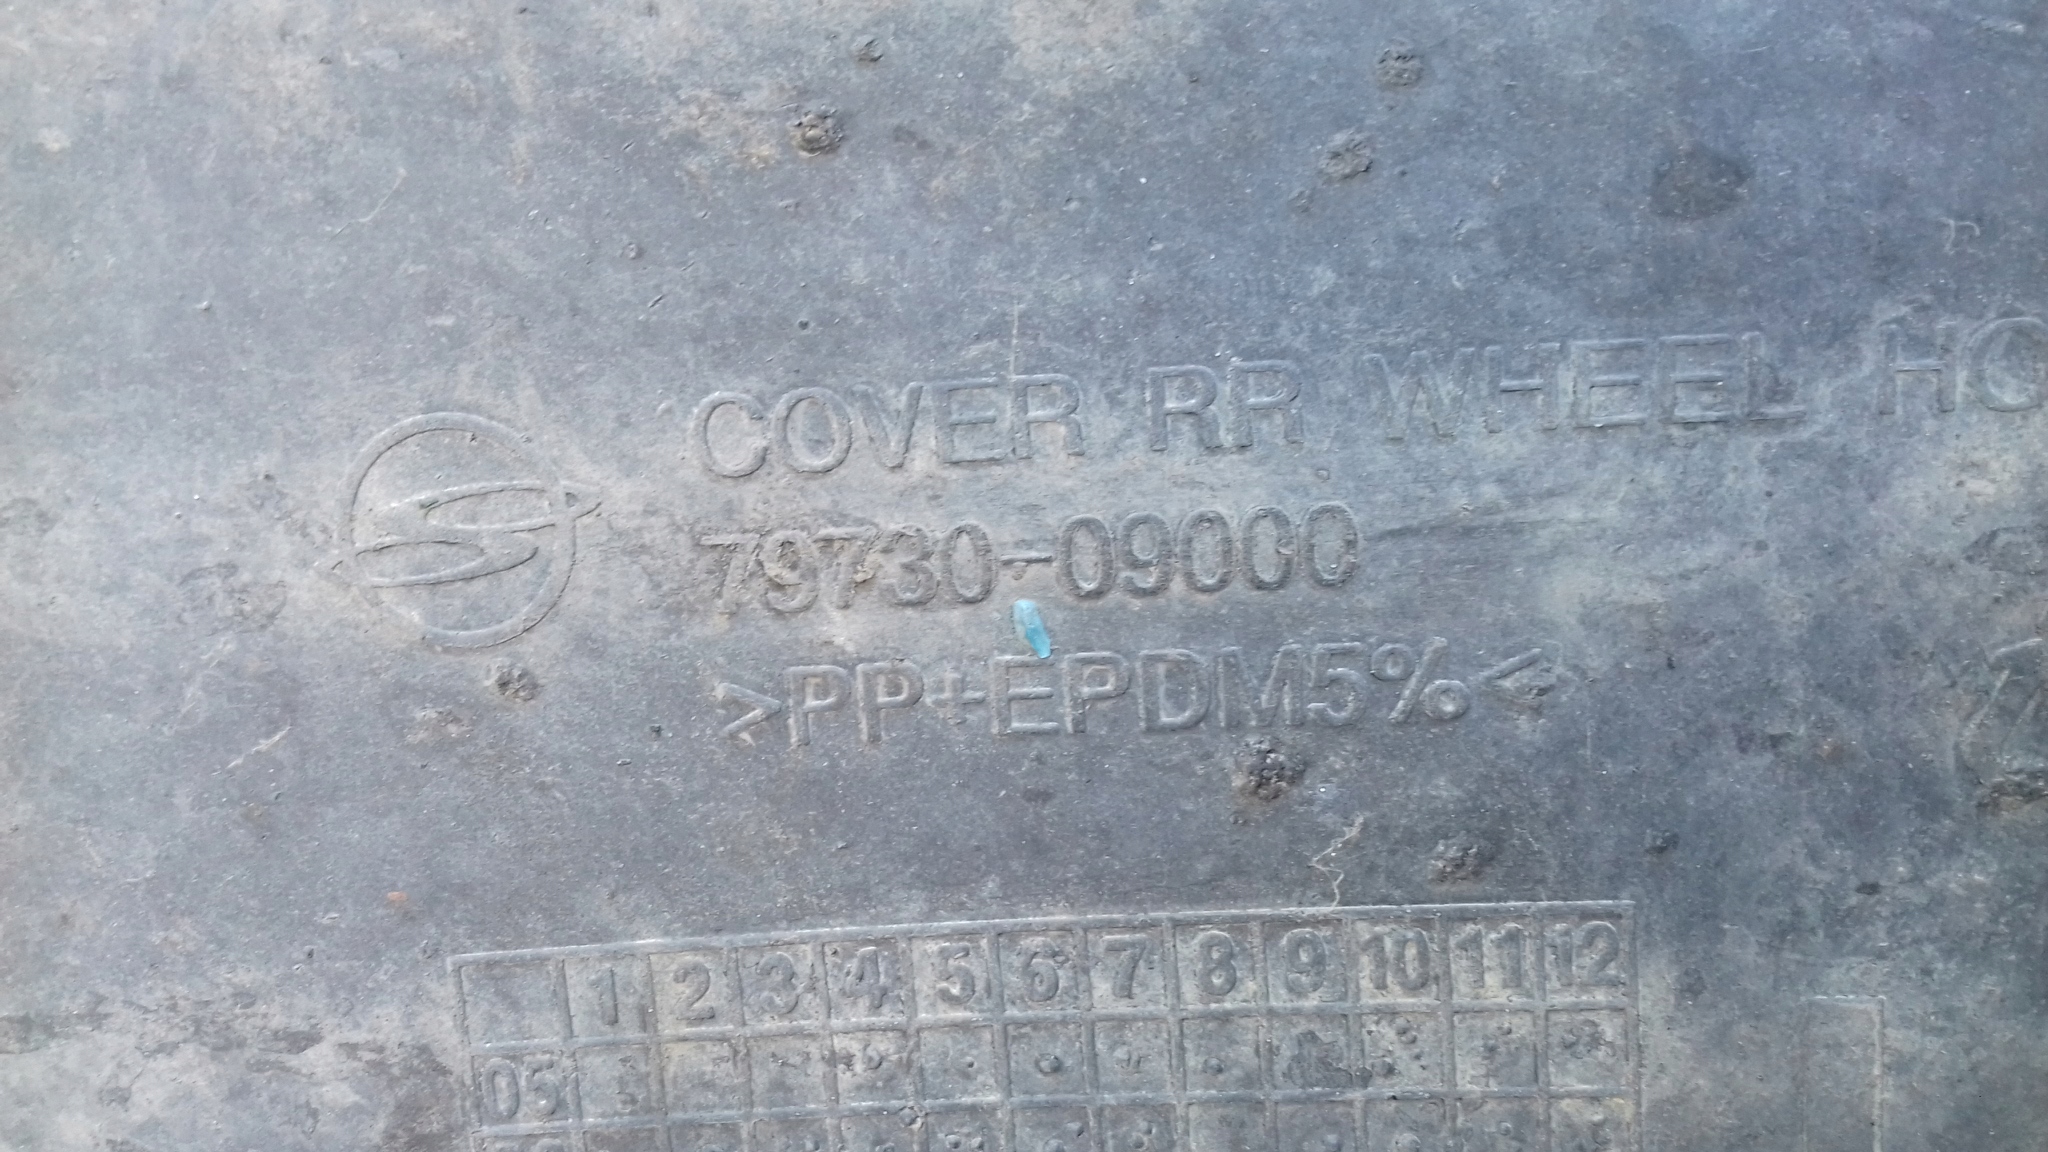 COVER RR WHEEL HO
79730-09000
>PP+EPDM5%<
1 2 3 4 5 6 7 8 9 10 11 12
05